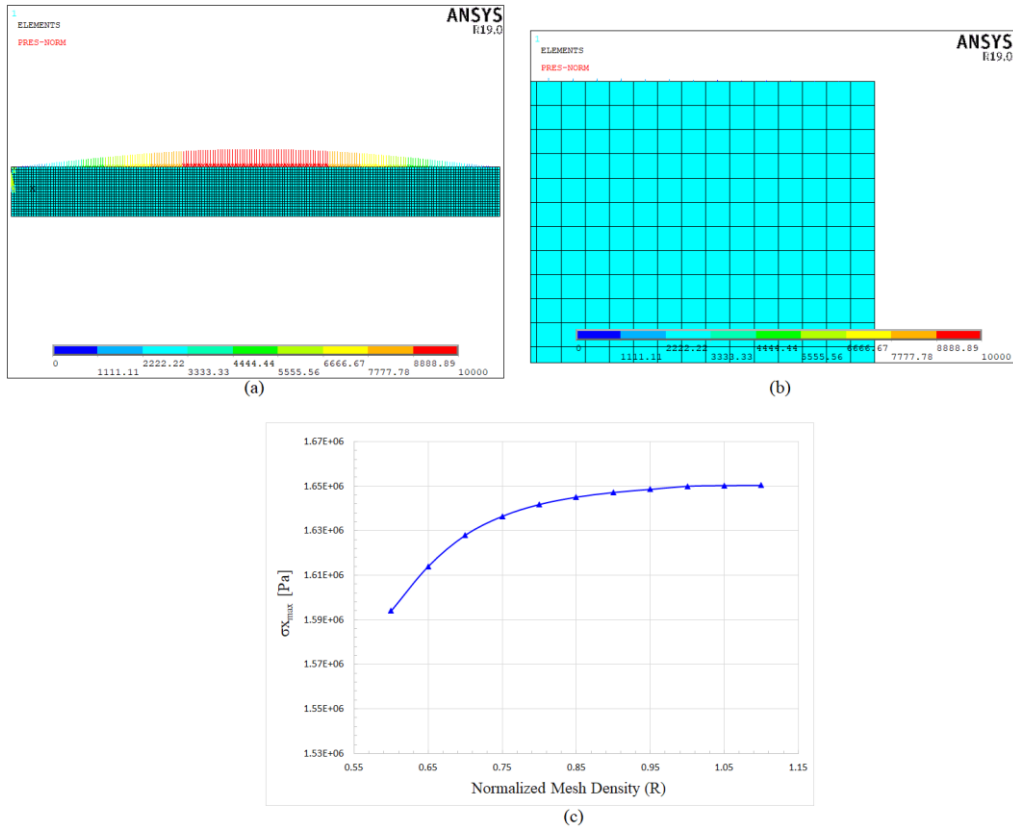 1
ELEMENTS
PRES-NORM
ANSYS
R19.0
X
0
1111.11
2222.22
3333.33
4444.44
5555.56
6666.67
7777.78
8888.89
10000
(a)
1
ELEMENTS
PRES-NORM
ANSYS
R19.0
0
1111.11
2222.22
3333.33
4444.44
5555.56
6666.67
7777.78
8888.89
10000
(b)
1.67E+06
1.65E+06
1.63E+06
1.61E+06
1.59E+06
1.57E+06
1.55E+06
1.53E+06
σx_max [Pa]
0.55
0.65
0.75
0.85
0.95
1.05
1.15
Normalized Mesh Density (R)
(c)